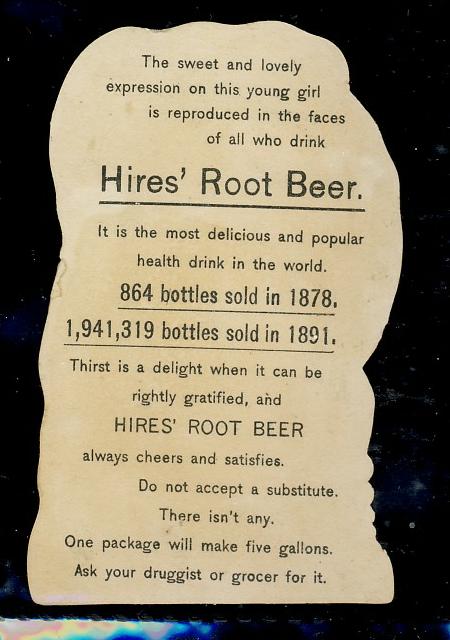 The sweet and lovely
expression on this young girl
is reproduced in the faces
of all who drink
Hires' Root Beer.
It is the most delicious and popular
health drink in the world.
864 bottles sold in 1878.
1,941,319 bottles sold in 1891.
Thirst is a delight when it can be
rightly gratified, and
HIRES' ROOT BEER
always cheers and satisfies.
Do not accept a substitute.
There isn't any.
One package will make five gallons.
Ask your druggist or grocer for it.